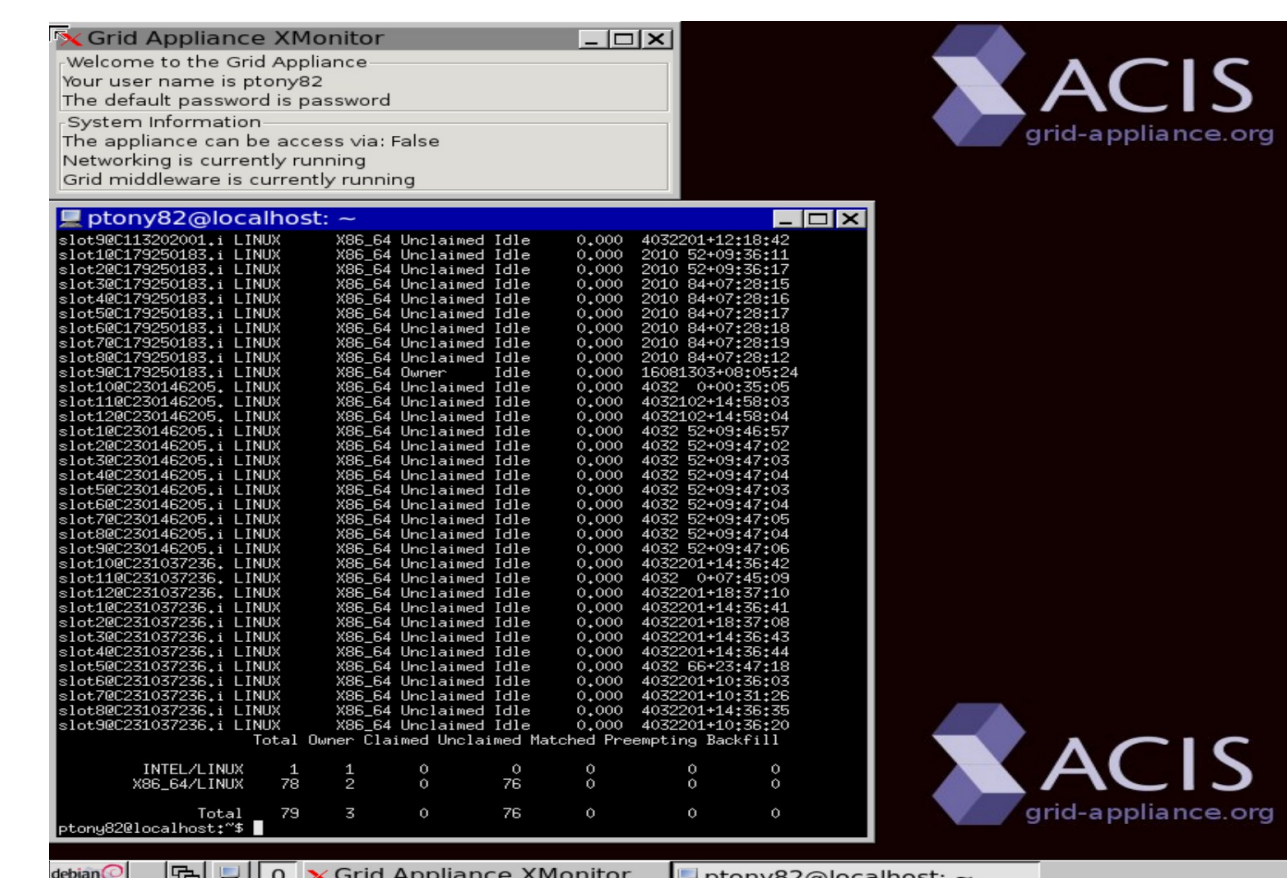 Grid Appliance XMonitor
Welcome to the Grid Appliance
Your user name is ptony82
The default password is password
System Information
The appliance can be access via: False
Networking is currently running
Grid middleware is currently running
ACIS
grid-appliance.org
ptony82@localhost: ~
slot9@C113202001.i LINUX X86_64 Unclaimed Idle 0.000 4032201+12:18:42
slot1@C179250183.i LINUX X86_64 Unclaimed Idle 0.000 2010 52+09:36:11
slot2@C179250183.i LINUX X86_64 Unclaimed Idle 0.000 2010 52+09:36:17
slot3@C179250183.i LINUX X86_64 Unclaimed Idle 0.000 2010 84+07:28:15
slot4@C179250183.i LINUX X86_64 Unclaimed Idle 0.000 2010 84+07:28:16
slot5@C179250183.i LINUX X86_64 Unclaimed Idle 0.000 2010 84+07:28:17
slot6@C179250183.i LINUX X86_64 Unclaimed Idle 0.000 2010 84+07:28:18
slot7@C179250183.i LINUX X86_64 Unclaimed Idle 0.000 2010 84+07:28:19
slot8@C179250183.i LINUX X86_64 Unclaimed Idle 0.000 2010 84+07:28:12
slot9@C179250183.i LINUX X86_64 Owner Idle 0.000 16081303+08:05:24
slot10@C230146205. LINUX X86_64 Unclaimed Idle 0.000 4032 0+00:35:05
slot11@C230146205. LINUX X86_64 Unclaimed Idle 0.000 4032102+14:58:03
slot12@C230146205. LINUX X86_64 Unclaimed Idle 0.000 4032102+14:58:04
slot1@C230146205.i LINUX X86_64 Unclaimed Idle 0.000 4032 52+09:46:57
slot2@C230146205.i LINUX X86_64 Unclaimed Idle 0.000 4032 52+09:47:02
slot3@C230146205.i LINUX X86_64 Unclaimed Idle 0.000 4032 52+09:47:03
slot4@C230146205.i LINUX X86_64 Unclaimed Idle 0.000 4032 52+09:47:04
slot5@C230146205.i LINUX X86_64 Unclaimed Idle 0.000 4032 52+09:47:03
slot6@C230146205.i LINUX X86_64 Unclaimed Idle 0.000 4032 52+09:47:04
slot7@C230146205.i LINUX X86_64 Unclaimed Idle 0.000 4032 52+09:47:05
slot8@C230146205.i LINUX X86_64 Unclaimed Idle 0.000 4032 52+09:47:04
slot9@C230146205.i LINUX X86_64 Unclaimed Idle 0.000 4032 52+09:47:06
slot10@C231037236. LINUX X86_64 Unclaimed Idle 0.000 4032201+14:36:42
slot11@C231037236. LINUX X86_64 Unclaimed Idle 0.000 4032 0+07:45:09
slot12@C231037236. LINUX X86_64 Unclaimed Idle 0.000 4032201+18:37:10
slot1@C231037236.i LINUX X86_64 Unclaimed Idle 0.000 4032201+14:36:41
slot2@C231037236.i LINUX X86_64 Unclaimed Idle 0.000 4032201+18:37:08
slot3@C231037236.i LINUX X86_64 Unclaimed Idle 0.000 4032201+14:36:43
slot4@C231037236.i LINUX X86_64 Unclaimed Idle 0.000 4032201+14:36:44
slot5@C231037236.i LINUX X86_64 Unclaimed Idle 0.000 4032 66+23:47:18
slot6@C231037236.i LINUX X86_64 Unclaimed Idle 0.000 4032201+10:36:03
slot7@C231037236.i LINUX X86_64 Unclaimed Idle 0.000 4032201+10:31:26
slot8@C231037236.i LINUX X86_64 Unclaimed Idle 0.000 4032201+14:36:35
slot9@C231037236.i LINUX X86_64 Unclaimed Idle 0.000 4032201+10:36:20
Total Owner Claimed Unclaimed Matched Preempting Backfill
INTEL/LINUX 1 1 0 0 0 0 0
X86_64/LINUX 78 2 0 76 0 0 0
Total 79 3 0 76 0 0 0
ptony82@localhost:~$
ACIS
grid-appliance.org
debian 0 Grid Appliance XMonitor ptony82@localhost: ~